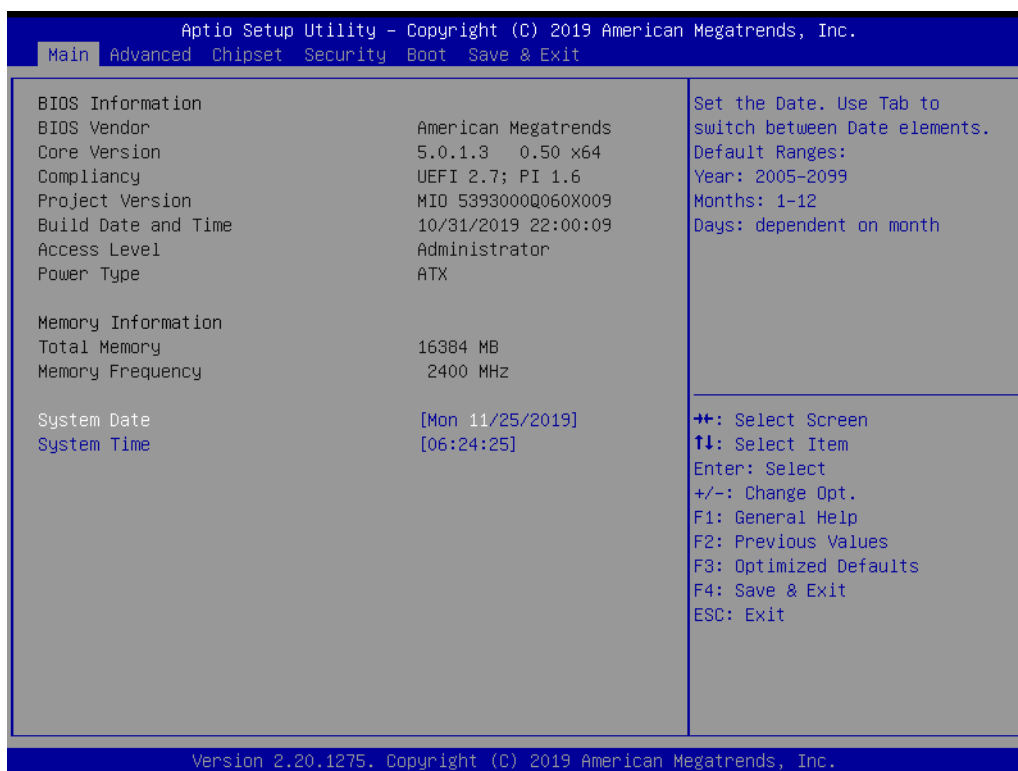 Aptio Setup Utility – Copyright (C) 2019 American Megatrends, Inc.
Main Advanced Chipset Security Boot Save & Exit
BIOS Information
BIOS Vendor American Megatrends
Core Version 5.0.1.3 0.50 x64
Compliancy UEFI 2.7; PI 1.6
Project Version MIO 5393000Q060X009
Build Date and Time 10/31/2019 22:00:09
Access Level Administrator
Power Type ATX
Memory Information
Total Memory 16384 MB
Memory Frequency 2400 MHz
System Date [Mon 11/25/2019]
System Time [06:24:25]
Set the Date. Use Tab to
switch between Date elements.
Default Ranges:
Year: 2005-2099
Months: 1-12
Days: dependent on month
→←: Select Screen
↑↓: Select Item
Enter: Select
+/-: Change Opt.
F1: General Help
F2: Previous Values
F3: Optimized Defaults
F4: Save & Exit
ESC: Exit
Version 2.20.1275. Copyright (C) 2019 American Megatrends, Inc.